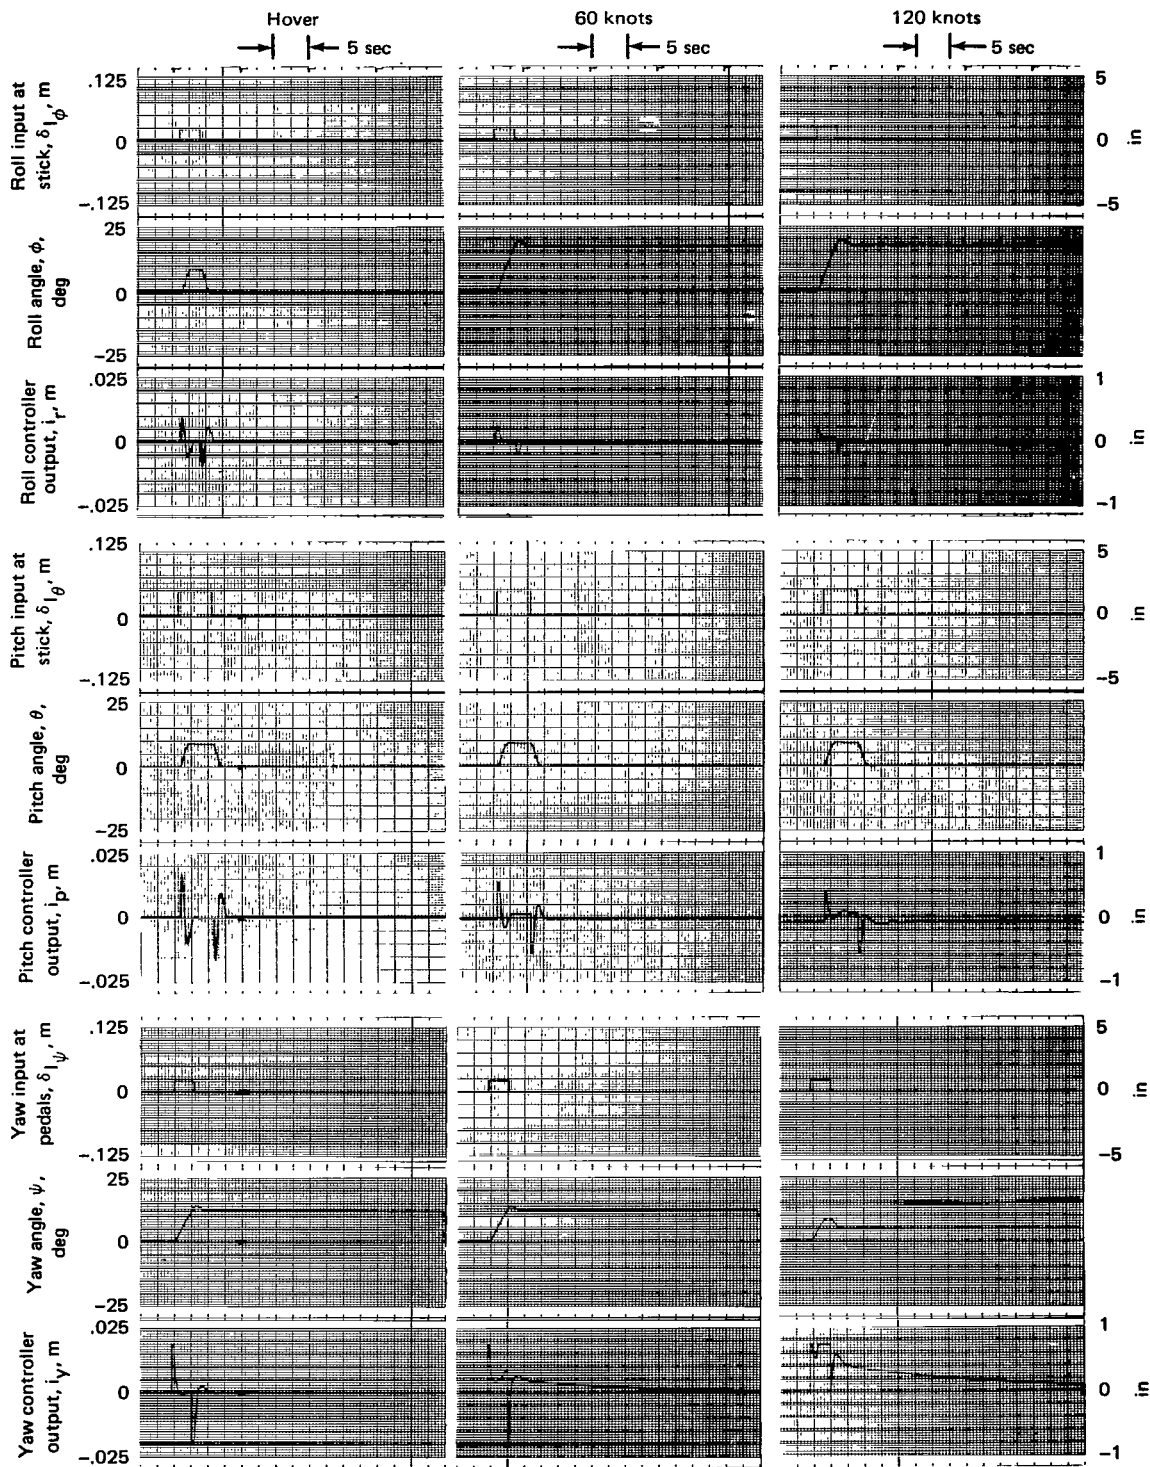 Hover
60 knots
120 knots
5 sec
5 sec
5 sec
Roll input at
stick, δIϕ, m
.125
0
-.125
5
0
-5
in
Roll angle, ϕ,
deg
25
0
-25
Roll controller
output, ir, m
.025
0
-.025
1
0
-1
in
Pitch input at
stick, δIθ, m
.125
0
-.125
5
0
-5
in
Pitch angle, θ,
deg
25
0
-25
Pitch controller
output, ip, m
.025
0
-.025
1
0
-1
in
Yaw input at
pedals, δIψ, m
.125
0
-.125
5
0
-5
in
Yaw angle, ψ,
deg
25
0
-25
Yaw controller
output, iy, m
.025
0
-.025
1
0
-1
in